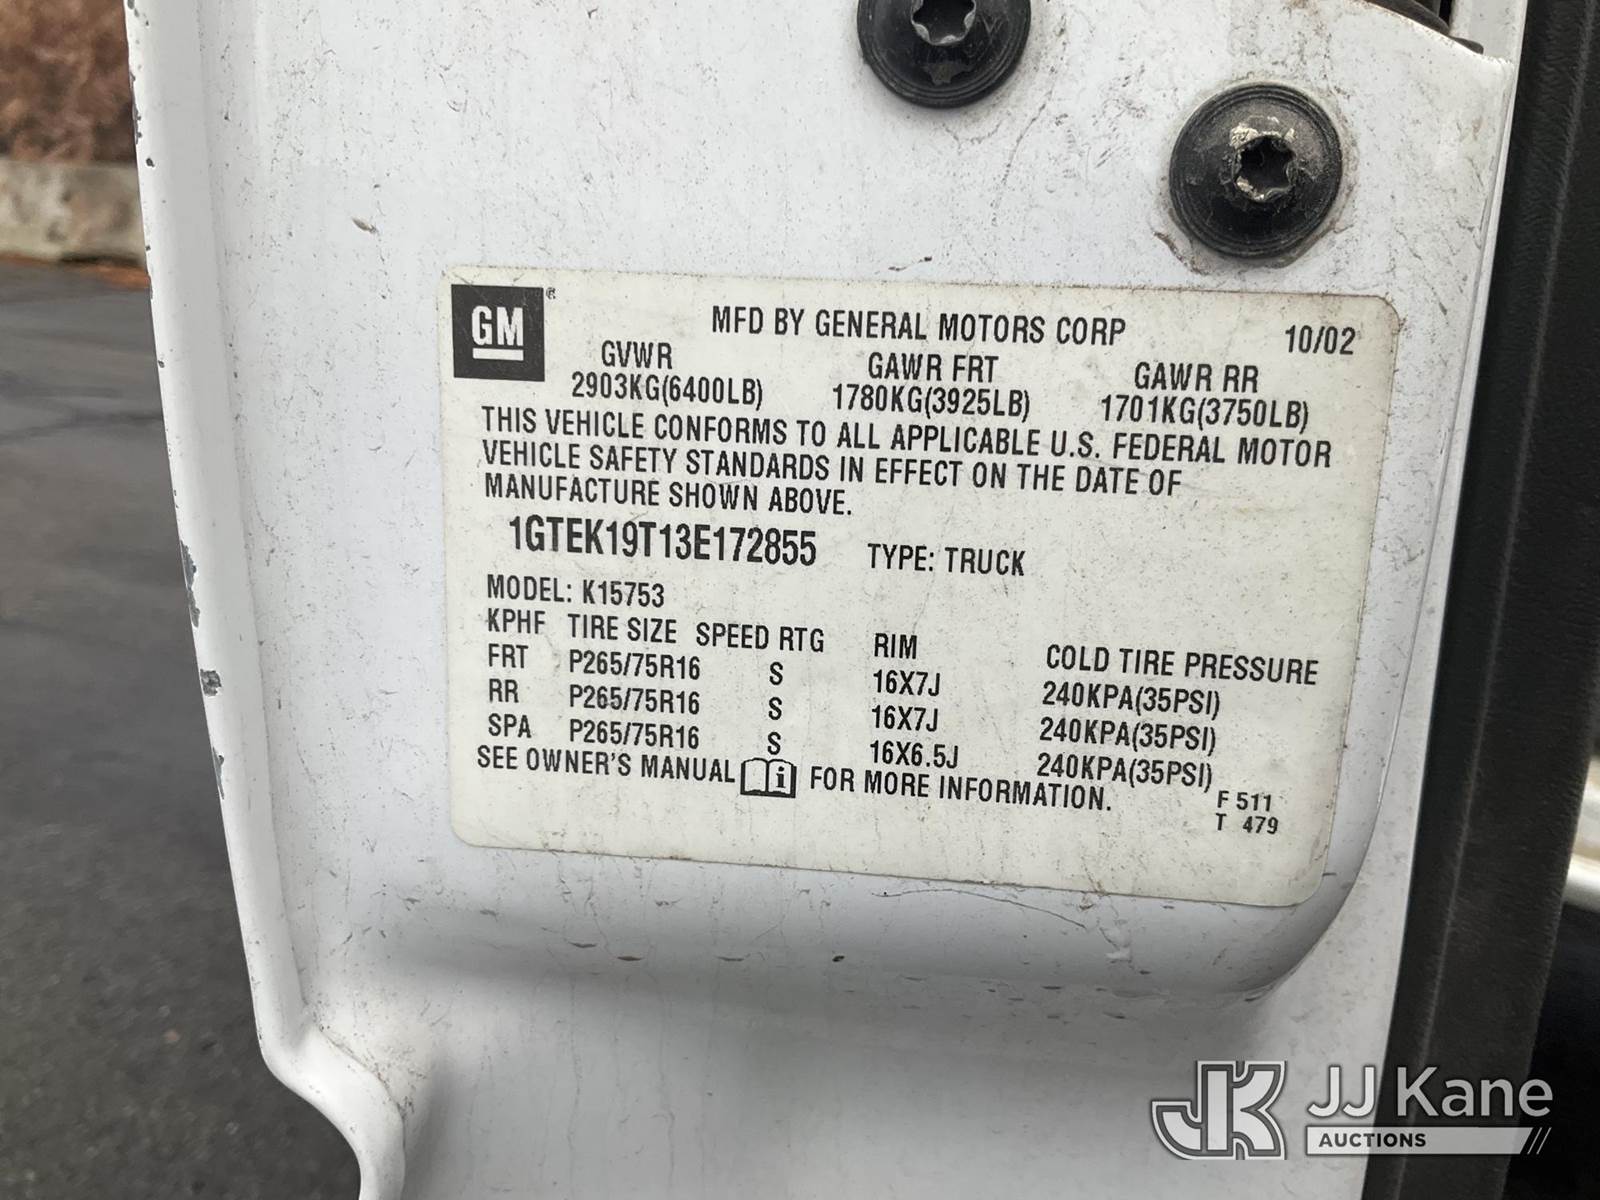 GM®
MFD BY GENERAL MOTORS CORP 10/02
GVWR GAWR FRT GAWR RR
2903KG(6400LB) 1780KG(3925LB) 1701KG(3750LB)
THIS VEHICLE CONFORMS TO ALL APPLICABLE U.S. FEDERAL MOTOR
VEHICLE SAFETY STANDARDS IN EFFECT ON THE DATE OF
MANUFACTURE SHOWN ABOVE.
1GTEK19T13E172855 TYPE: TRUCK
MODEL: K15753
KPHF TIRE SIZE SPEED RTG RIM COLD TIRE PRESSURE
FRT P265/75R16 S 16X7J 240KPA(35PSI)
RR P265/75R16 S 16X7J 240KPA(35PSI)
SPA P265/75R16 S 16X6.5J 240KPA(35PSI)
SEE OWNER'S MANUAL i FOR MORE INFORMATION.
F 511
T 479
JK JJ Kane
AUCTIONS